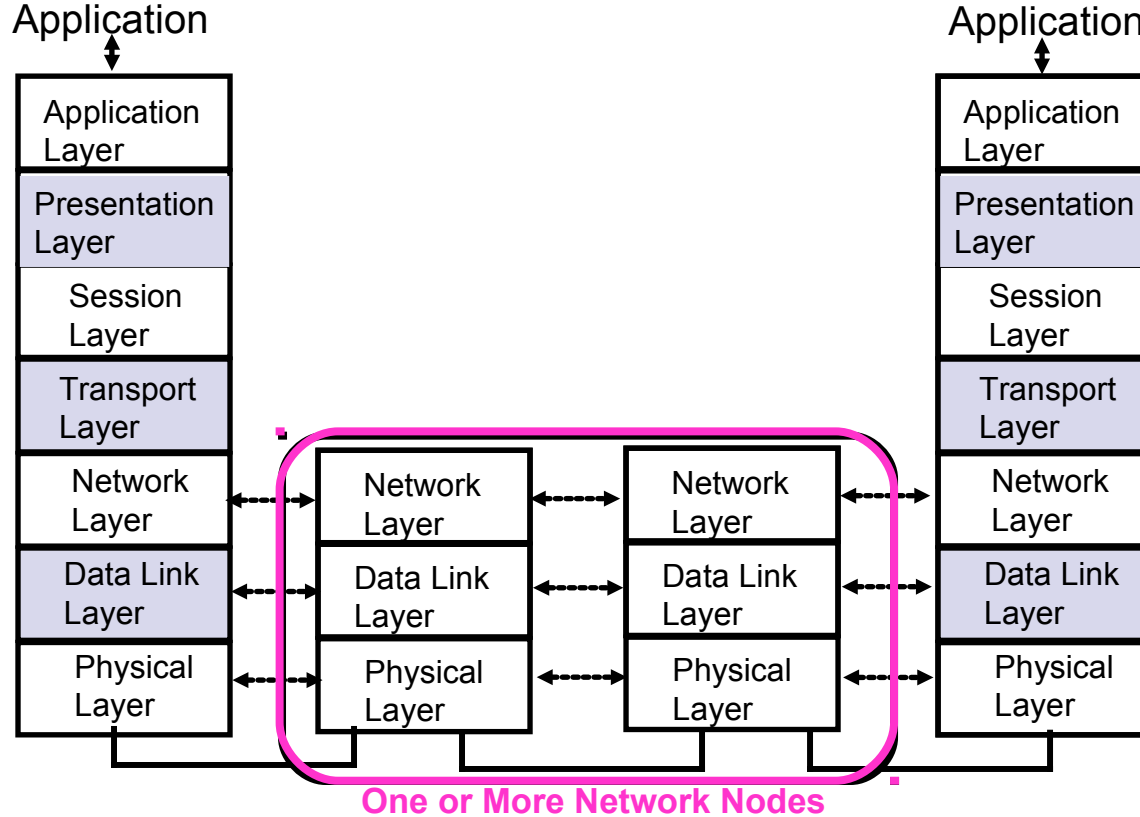 Application
Application
Layer
Presentation
Layer
Session
Layer
Transport
Layer
Network
Layer
Data Link
Layer
Physical
Layer
Network
Layer
Data Link
Layer
Physical
Layer
Network
Layer
Data Link
Layer
Physical
Layer
Application
Application
Layer
Presentation
Layer
Session
Layer
Transport
Layer
Network
Layer
Data Link
Layer
Physical
Layer
One or More Network Nodes